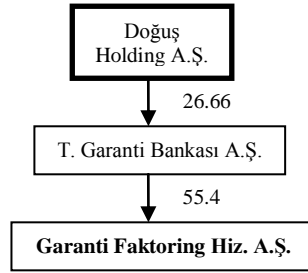 Doğuş
Holding A.Ş.
26.66
T. Garanti Bankası A.Ş.
55.4
Garanti Faktoring Hiz. A.Ş.